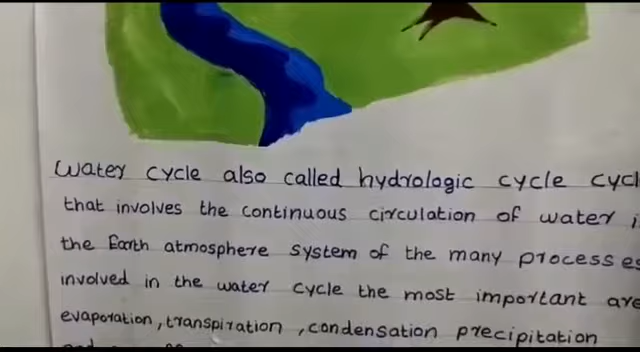 Water cycle also called hydrologic cycle cycl
that involves the continuous circulation of water i
the Earth atmosphere system of the many processes
involved in the water cycle the most important are
evaporation, transpiration, condensation precipitation